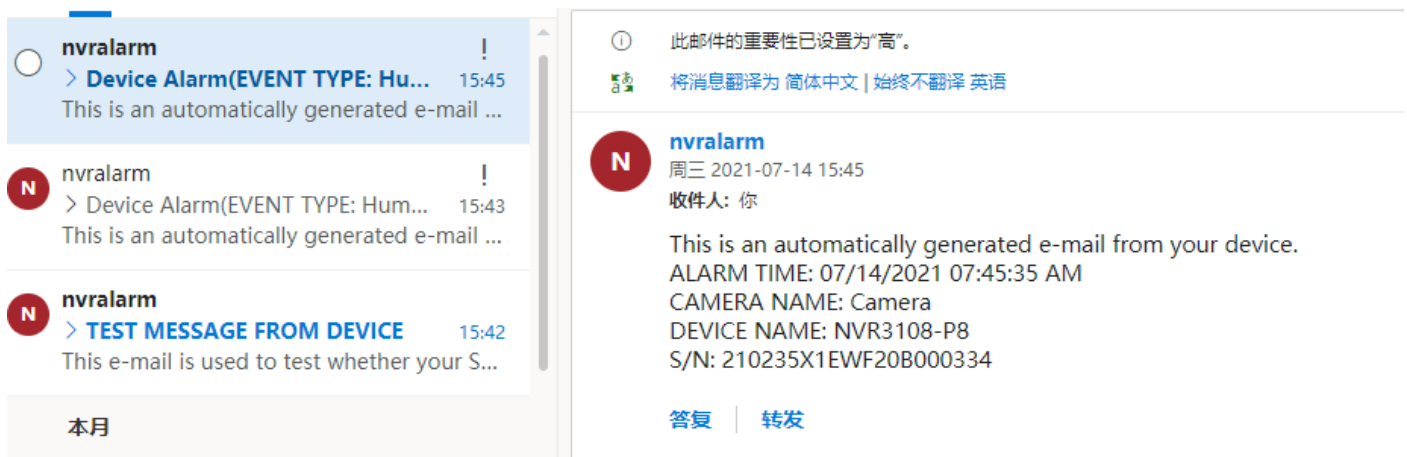 nvralarm
!
> Device Alarm(EVENT TYPE: Hu... 15:45
This is an automatically generated e-mail ...
N
nvralarm
!
> Device Alarm(EVENT TYPE: Hum... 15:43
This is an automatically generated e-mail ...
N
nvralarm
> TEST MESSAGE FROM DEVICE 15:42
This e-mail is used to test whether your S...
本月
此邮件的重要性已设置为“高”。
将消息翻译为 简体中文 | 始终不翻译 英语
N
nvralarm
周三 2021-07-14 15:45
收件人: 你
This is an automatically generated e-mail from your device.
ALARM TIME: 07/14/2021 07:45:35 AM
CAMERA NAME: Camera
DEVICE NAME: NVR3108-P8
S/N: 210235X1EWF20B000334
答复 | 转发